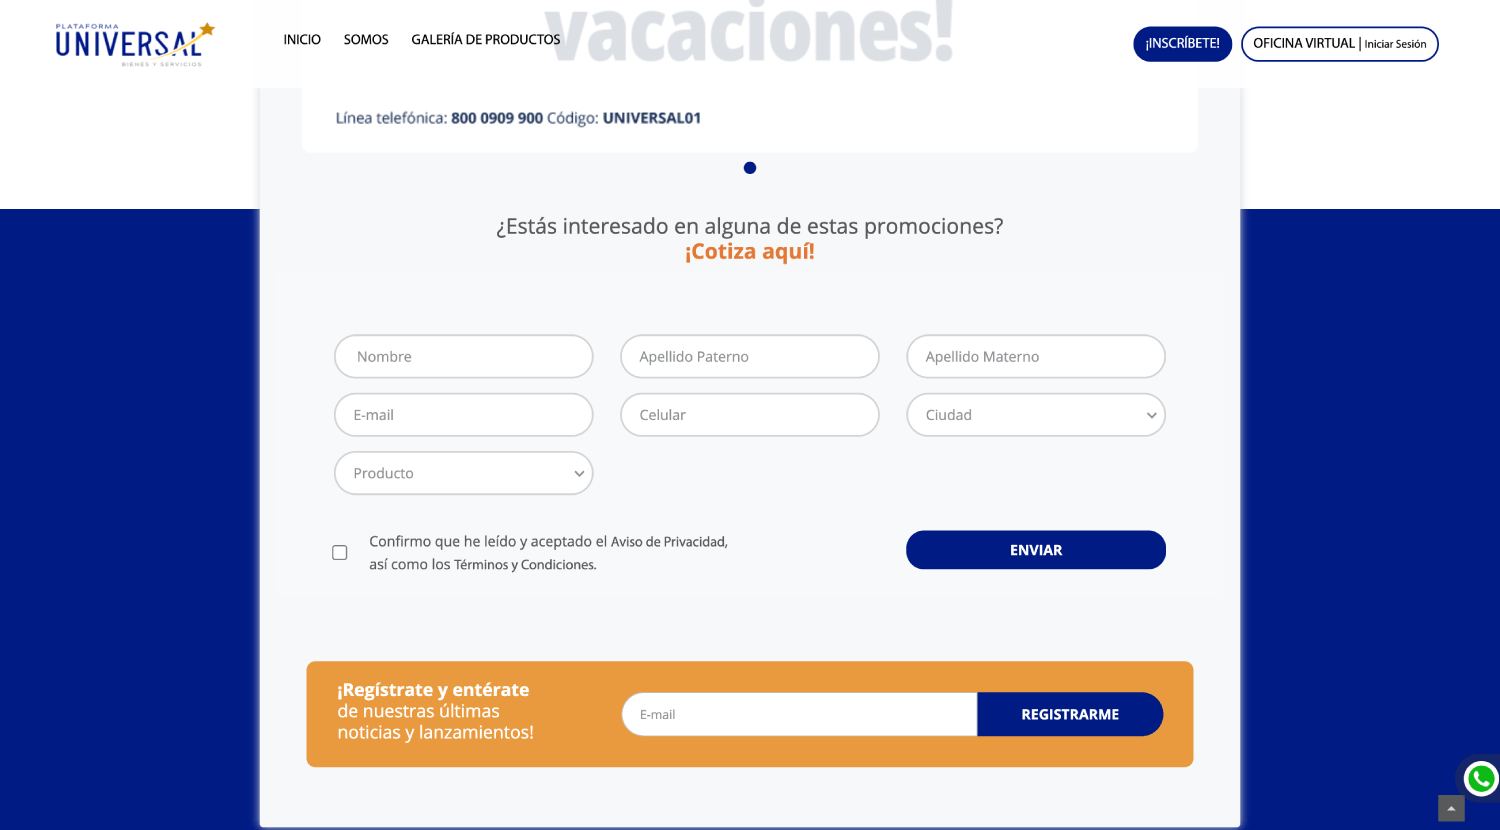 PLATAFORMA
UNIVERSAL
BIENES Y SERVICIOS
INICIO
SOMOS
GALERÍA DE PRODUCTOS
¡INSCRÍBETE!
OFICINA VIRTUAL | Iniciar Sesión
vacaciones!
Línea telefónica: 800 0909 900 Código: UNIVERSAL01
¿Estás interesado en alguna de estas promociones?
¡Cotiza aquí!
Nombre
Apellido Paterno
Apellido Materno
E-mail
Celular
Ciudad
Producto
Confirmo que he leído y aceptado el Aviso de Privacidad,
así como los Términos y Condiciones.
ENVIAR
¡Regístrate y entérate
de nuestras últimas
noticias y lanzamientos!
E-mail
REGISTRARME